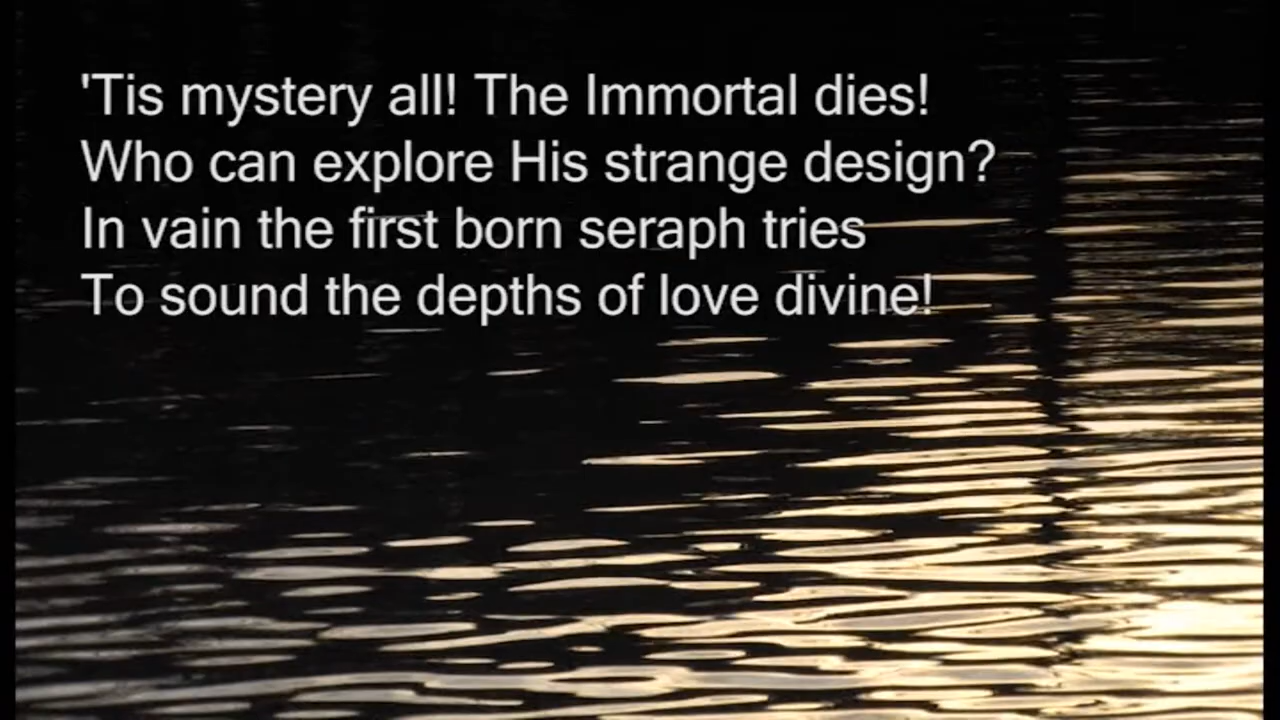 'Tis mystery all! The Immortal dies!
Who can explore His strange design?
In vain the first born seraph tries
To sound the depths of love divine!